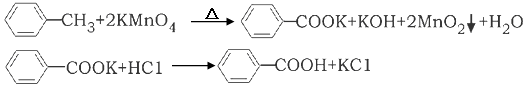 —CH₃+2KMnO₄ —Δ→ —COOK+KOH+2MnO₂↓+H₂O
—COOK+HCl → —COOH+KCl